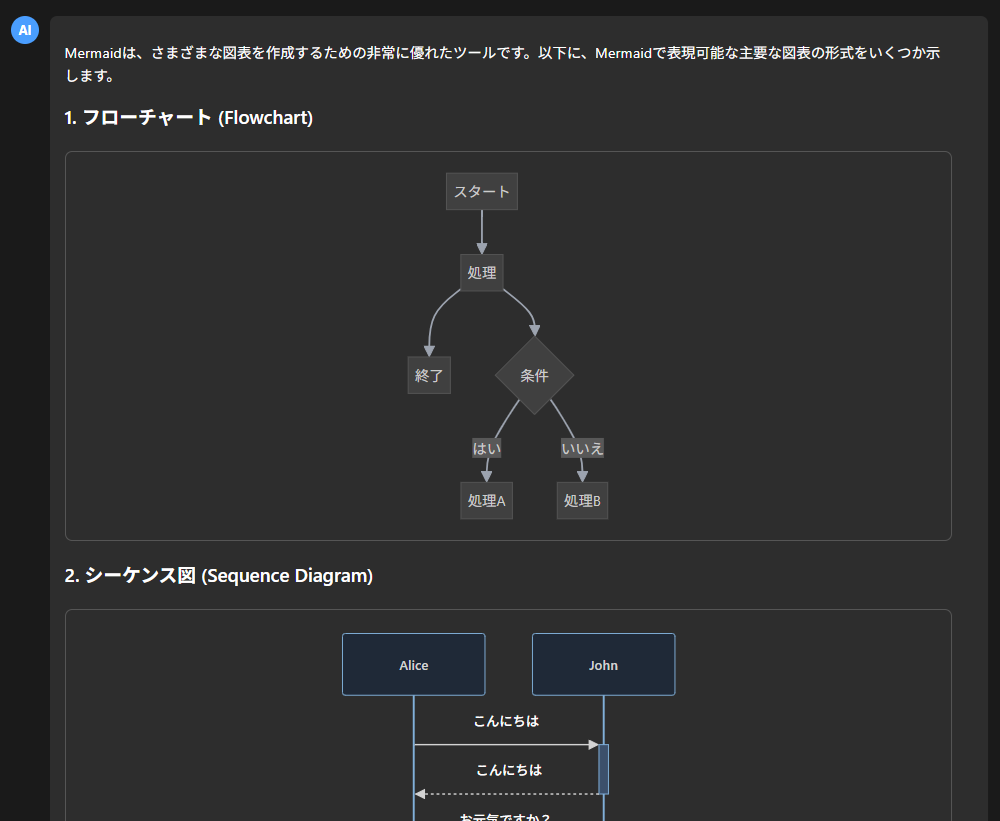 AI
Mermaidは、さまざまな図表を作成するための非常に優れたツールです。以下に、Mermaidで表現可能な主要な図表の形式をいくつか示
します。
1. フローチャート (Flowchart)
スタート
処理
終了
条件
はい
いいえ
処理A
処理B
2. シーケンス図 (Sequence Diagram)
Alice
John
こんにちは
こんにちは
お元気ですか?